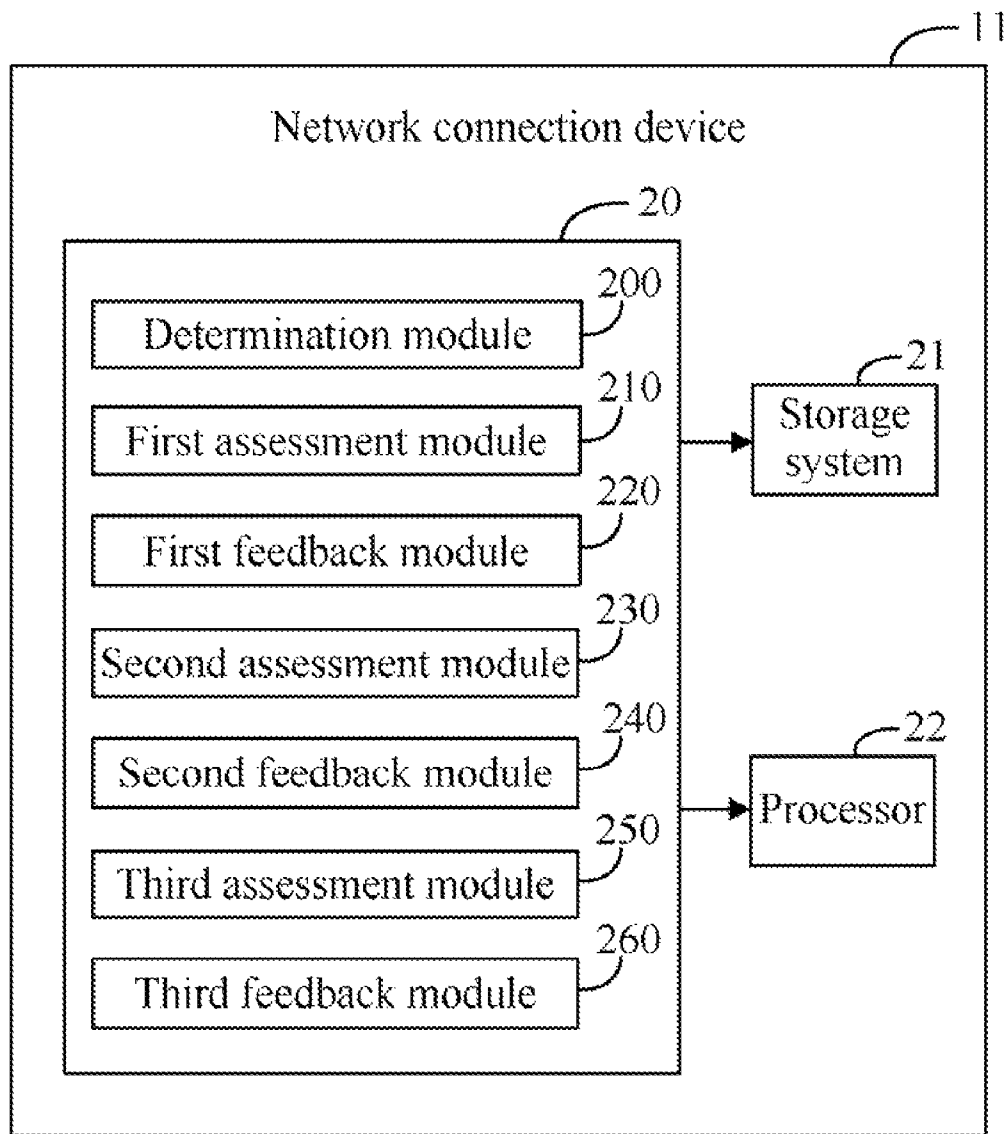 11
Network connection device
20
200
Determination module
210
First assessment module
21
Storage
system
220
First feedback module
230
Second assessment module
240
Second feedback module
22
Processor
250
Third assessment module
260
Third feedback module